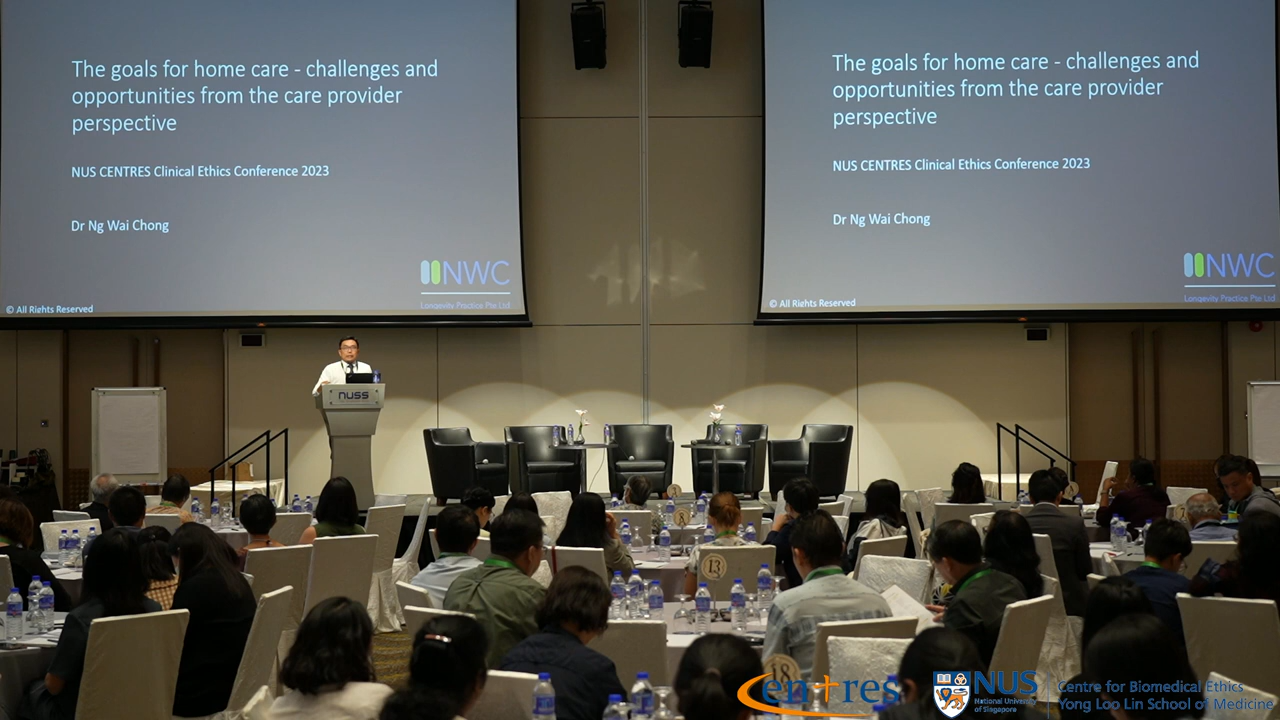 The goals for home care - challenges and
opportunities from the care provider
perspective
NUS CENTRES Clinical Ethics Conference 2023
Dr Ng Wai Chong
NWC
Longevity Practice Pte Ltd
© All Rights Reserved
The goals for home care - challenges and
opportunities from the care provider
perspective
NUS CENTRES Clinical Ethics Conference 2023
Dr Ng Wai Chong
NWC
Longevity Practice Pte Ltd
© All Rights Reserved
nuss
8
13
18
centres
NUS
National University
of Singapore
Centre for Biomedical Ethics
Yong Loo Lin School of Medicine